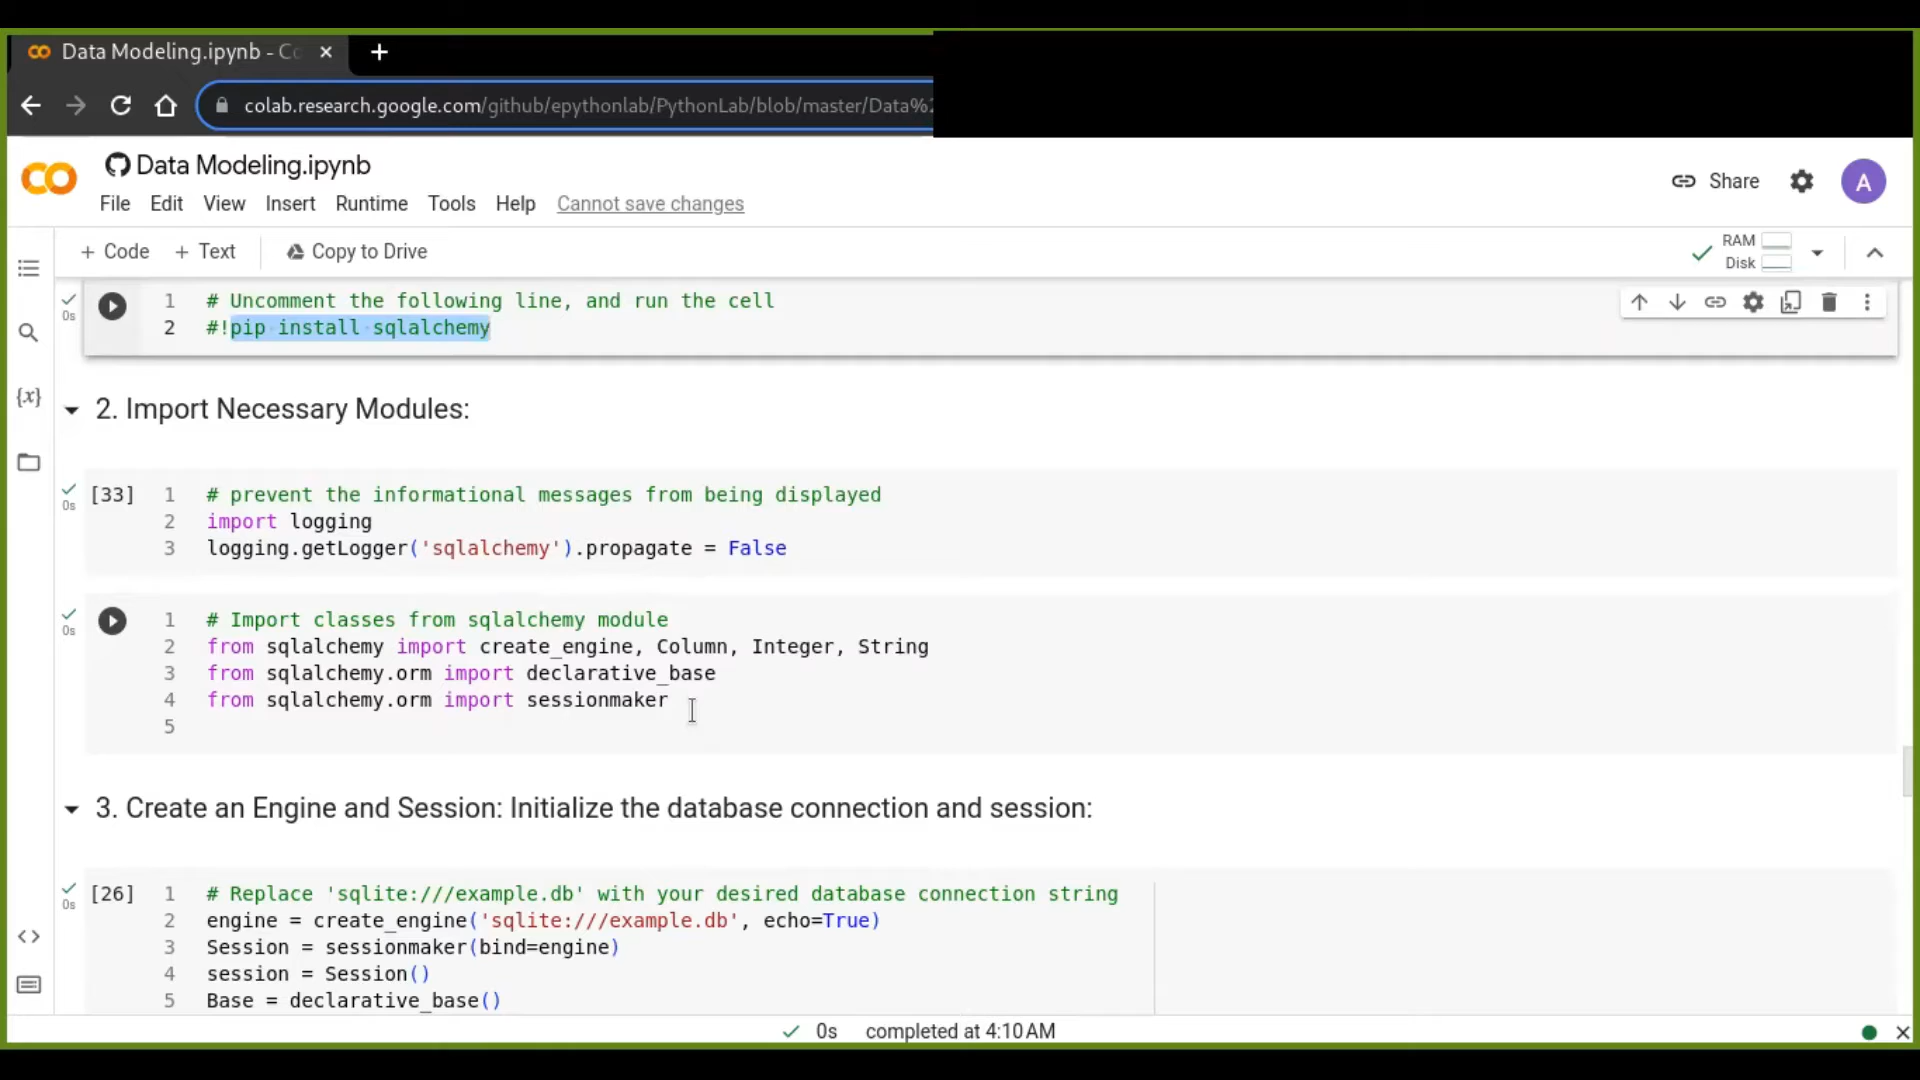 Data Modeling.ipynb - Co
colab.research.google.com/github/epythonlab/PythonLab/blob/master/Data%2
Data Modeling.ipynb
File Edit View Insert Runtime Tools Help Cannot save changes
Share
A
+ Code + Text Copy to Drive
RAM
Disk
0s
1 # Uncomment the following line, and run the cell
2 #!pip install sqlalchemy
{x}
2. Import Necessary Modules:
0s
[33] 1 # prevent the informational messages from being displayed
2 import logging
3 logging.getLogger('sqlalchemy').propagate = False
0s
1 # Import classes from sqlalchemy module
2 from sqlalchemy import create_engine, Column, Integer, String
3 from sqlalchemy.orm import declarative_base
4 from sqlalchemy.orm import sessionmaker
5
3. Create an Engine and Session: Initialize the database connection and session:
0s
[26] 1 # Replace 'sqlite:///example.db' with your desired database connection string
2 engine = create_engine('sqlite:///example.db', echo=True)
3 Session = sessionmaker(bind=engine)
4 session = Session()
5 Base = declarative_base()
0s completed at 4:10 AM